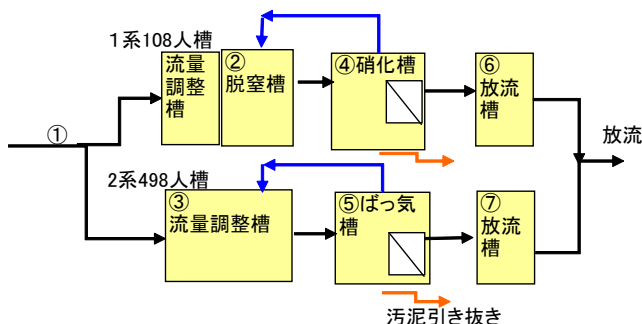 1系108人槽
流量
調整
槽
②
脱窒槽
④硝化槽
⑥
放流
槽
①
放流
2系498人槽
③
流量調整槽
⑤ばっ気
槽
⑦
放流
槽
汚泥引き抜き